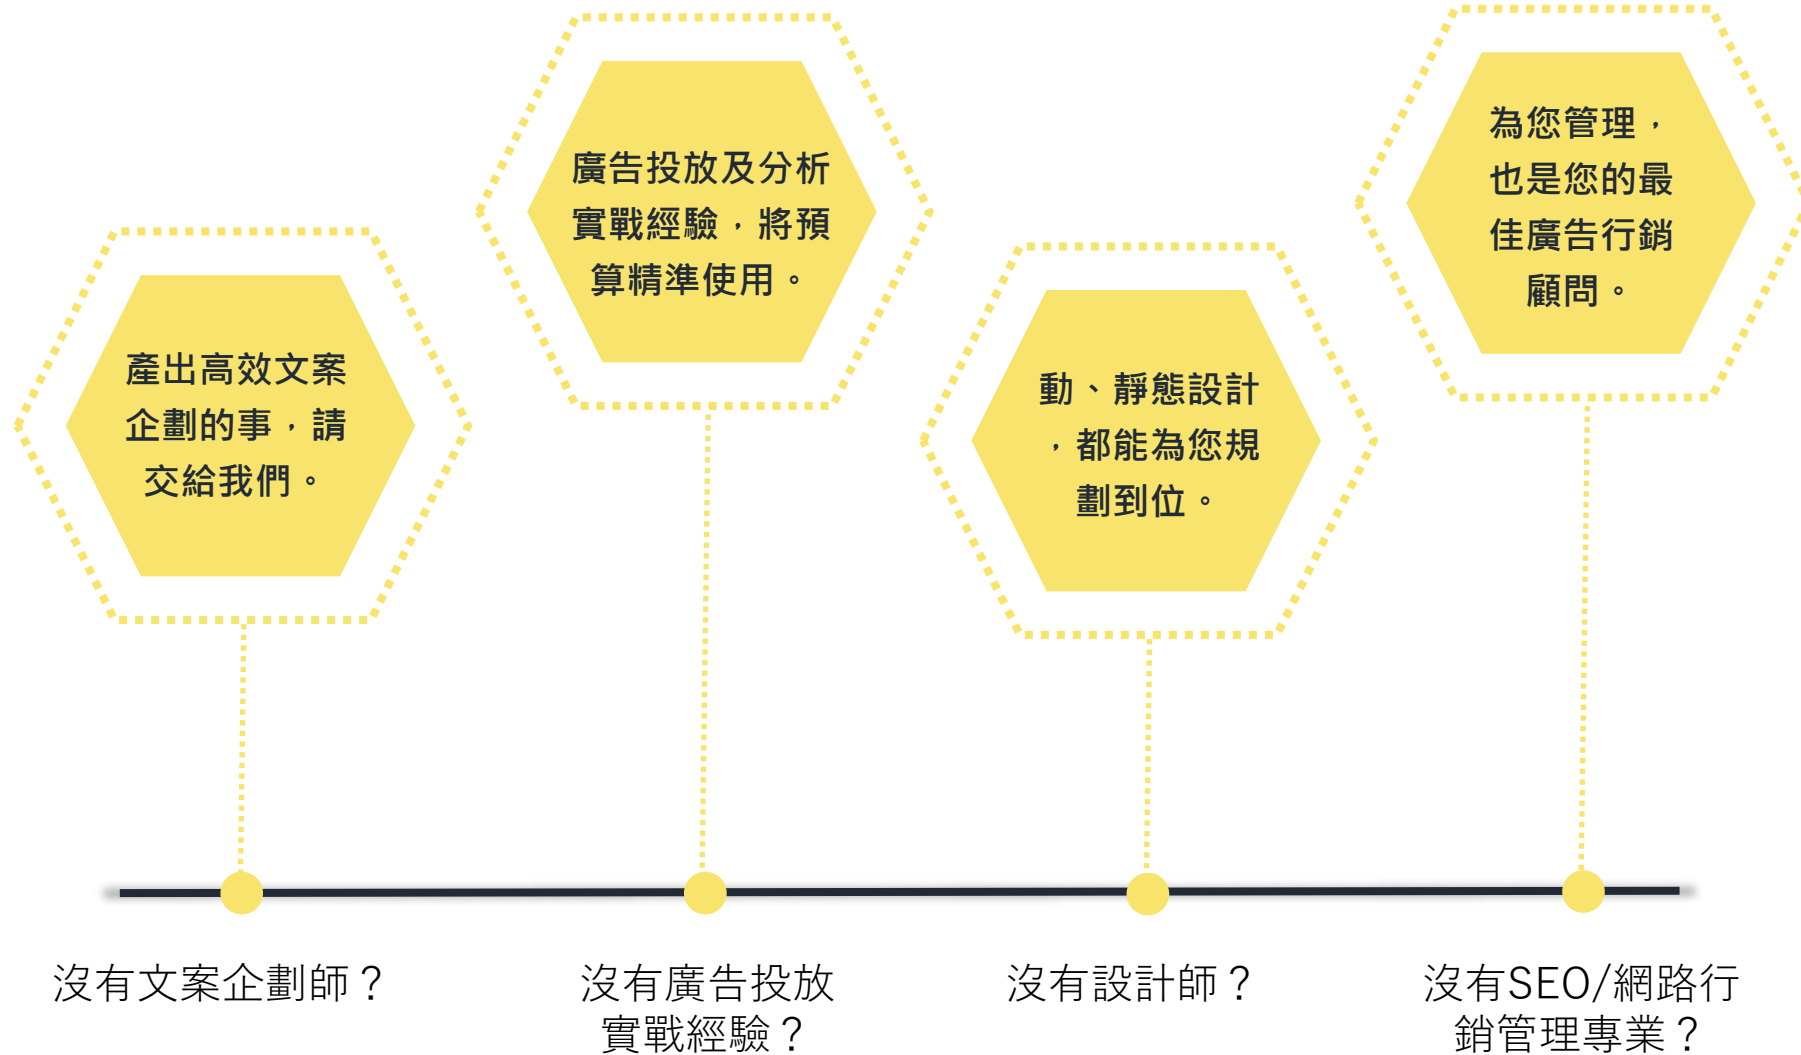 產出高效文案
企劃的事，請
交給我們。
沒有文案企劃師？
廣告投放及分析
實戰經驗，將預
算精準使用。
沒有廣告投放
實戰經驗？
動、靜態設計
，都能為您規
劃到位。
沒有設計師？
為您管理，
也是您的最
佳廣告行銷
顧問。
沒有SEO/網路行
銷管理專業？